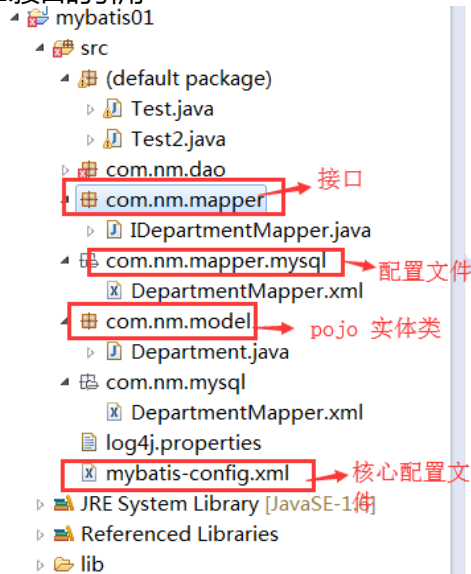 mybatis01
src
(default package)
Test.java
Test2.java
com.nm.dao
com.nm.mapper
接口
IDepartmentMapper.java
com.nm.mapper.mysql
配置文件
DepartmentMapper.xml
com.nm.model
pojo 实体类
Department.java
com.nm.mysql
DepartmentMapper.xml
log4j.properties
mybatis-config.xml
核心配置文
件
JRE System Library [JavaSE-1.6]
Referenced Libraries
lib